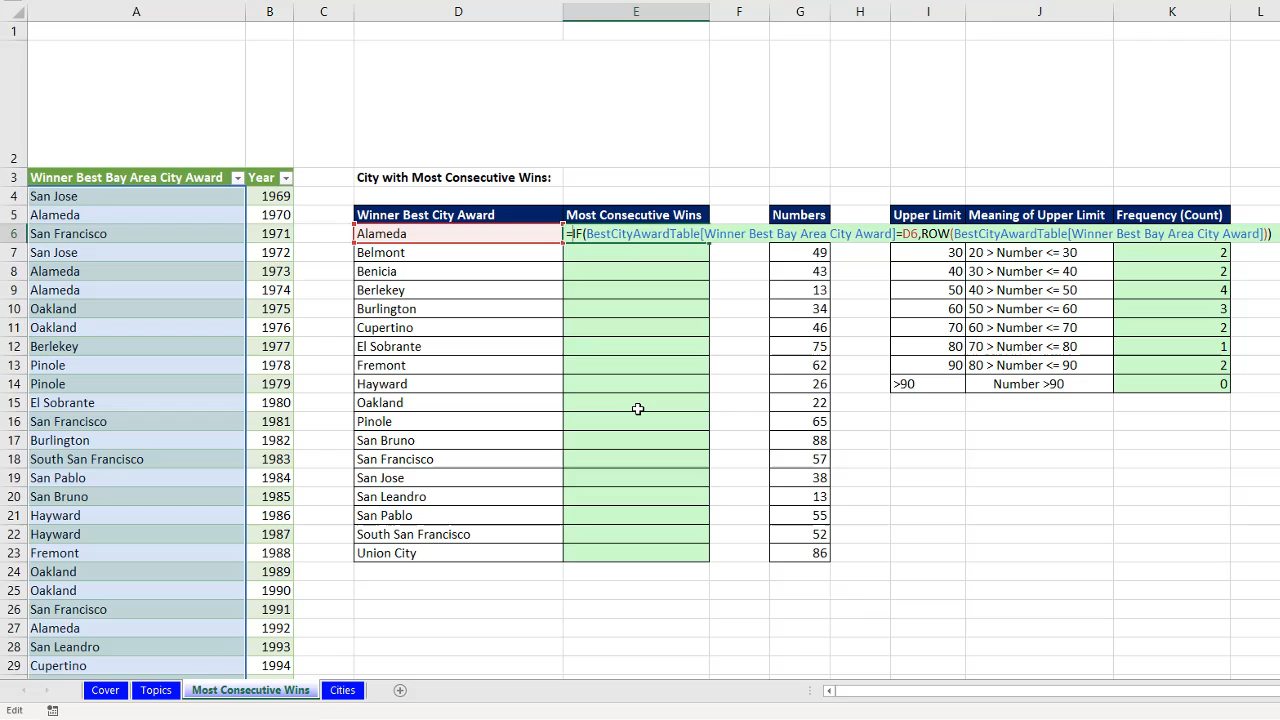 A B C D E F G H I J K L
1
2
3 Winner Best Bay Area City Award Year City with Most Consecutive Wins:
4 San Jose 1969
5 Alameda 1970 Winner Best City Award Most Consecutive Wins Numbers Upper Limit Meaning of Upper Limit Frequency (Count)
6 San Francisco 1971 Alameda =IF(BestCityAwardTable[Winner Best Bay Area City Award]=D6,ROW(BestCityAwardTable[Winner Best Bay Area City Award]))
7 San Jose 1972 Belmont 49 30 20 > Number <= 30 2
8 Alameda 1973 Benicia 43 40 30 > Number <= 40 2
9 Alameda 1974 Berlekey 13 50 40 > Number <= 50 4
10 Oakland 1975 Burlington 34 60 50 > Number <= 60 3
11 Oakland 1976 Cupertino 46 70 60 > Number <= 70 2
12 Berlekey 1977 El Sobrante 75 80 70 > Number <= 80 1
13 Pinole 1978 Fremont 62 90 80 > Number <= 90 2
14 Pinole 1979 Hayward 26 >90 Number >90 0
15 El Sobrante 1980 Oakland 22
16 San Francisco 1981 Pinole 65
17 Burlington 1982 San Bruno 88
18 South San Francisco 1983 San Francisco 57
19 San Pablo 1984 San Jose 38
20 San Bruno 1985 San Leandro 13
21 Hayward 1986 San Pablo 55
22 Hayward 1987 South San Francisco 52
23 Fremont 1988 Union City 86
24 Oakland 1989
25 Oakland 1990
26 San Francisco 1991
27 Alameda 1992
28 San Leandro 1993
29 Cupertino 1994
Cover Topics Most Consecutive Wins Cities
Edit